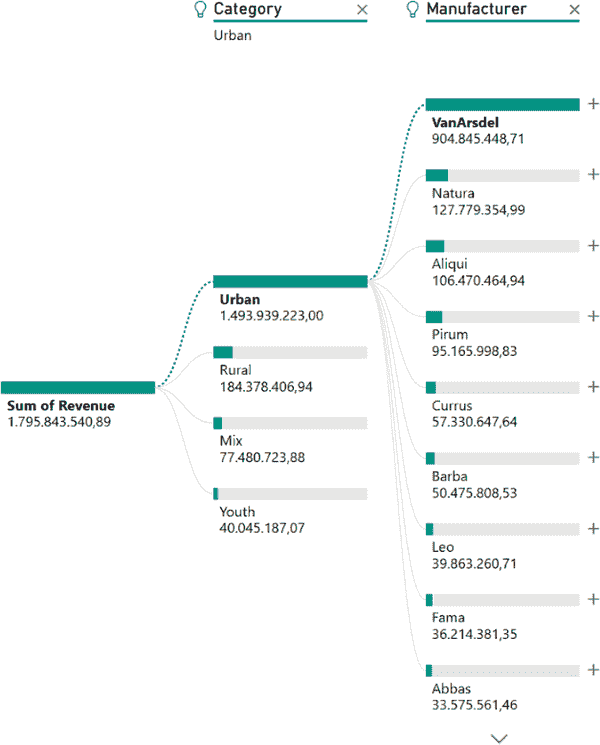 Category
Manufacturer
Urban
VanArsdel
904.845.448,71
Natura
127.779.354,99
Aliqui
106.470.464,94
Urban
1.493.939.223,00
Pirum
95.165.998,83
Rural
184.378.406,94
Sum of Revenue
1.795.843.540,89
Currus
57.330.647,64
Mix
77.480.723,88
Barba
50.475.808,53
Youth
40.045.187,07
Leo
39.863.260,71
Fama
36.214.381,35
Abbas
33.575.561,46